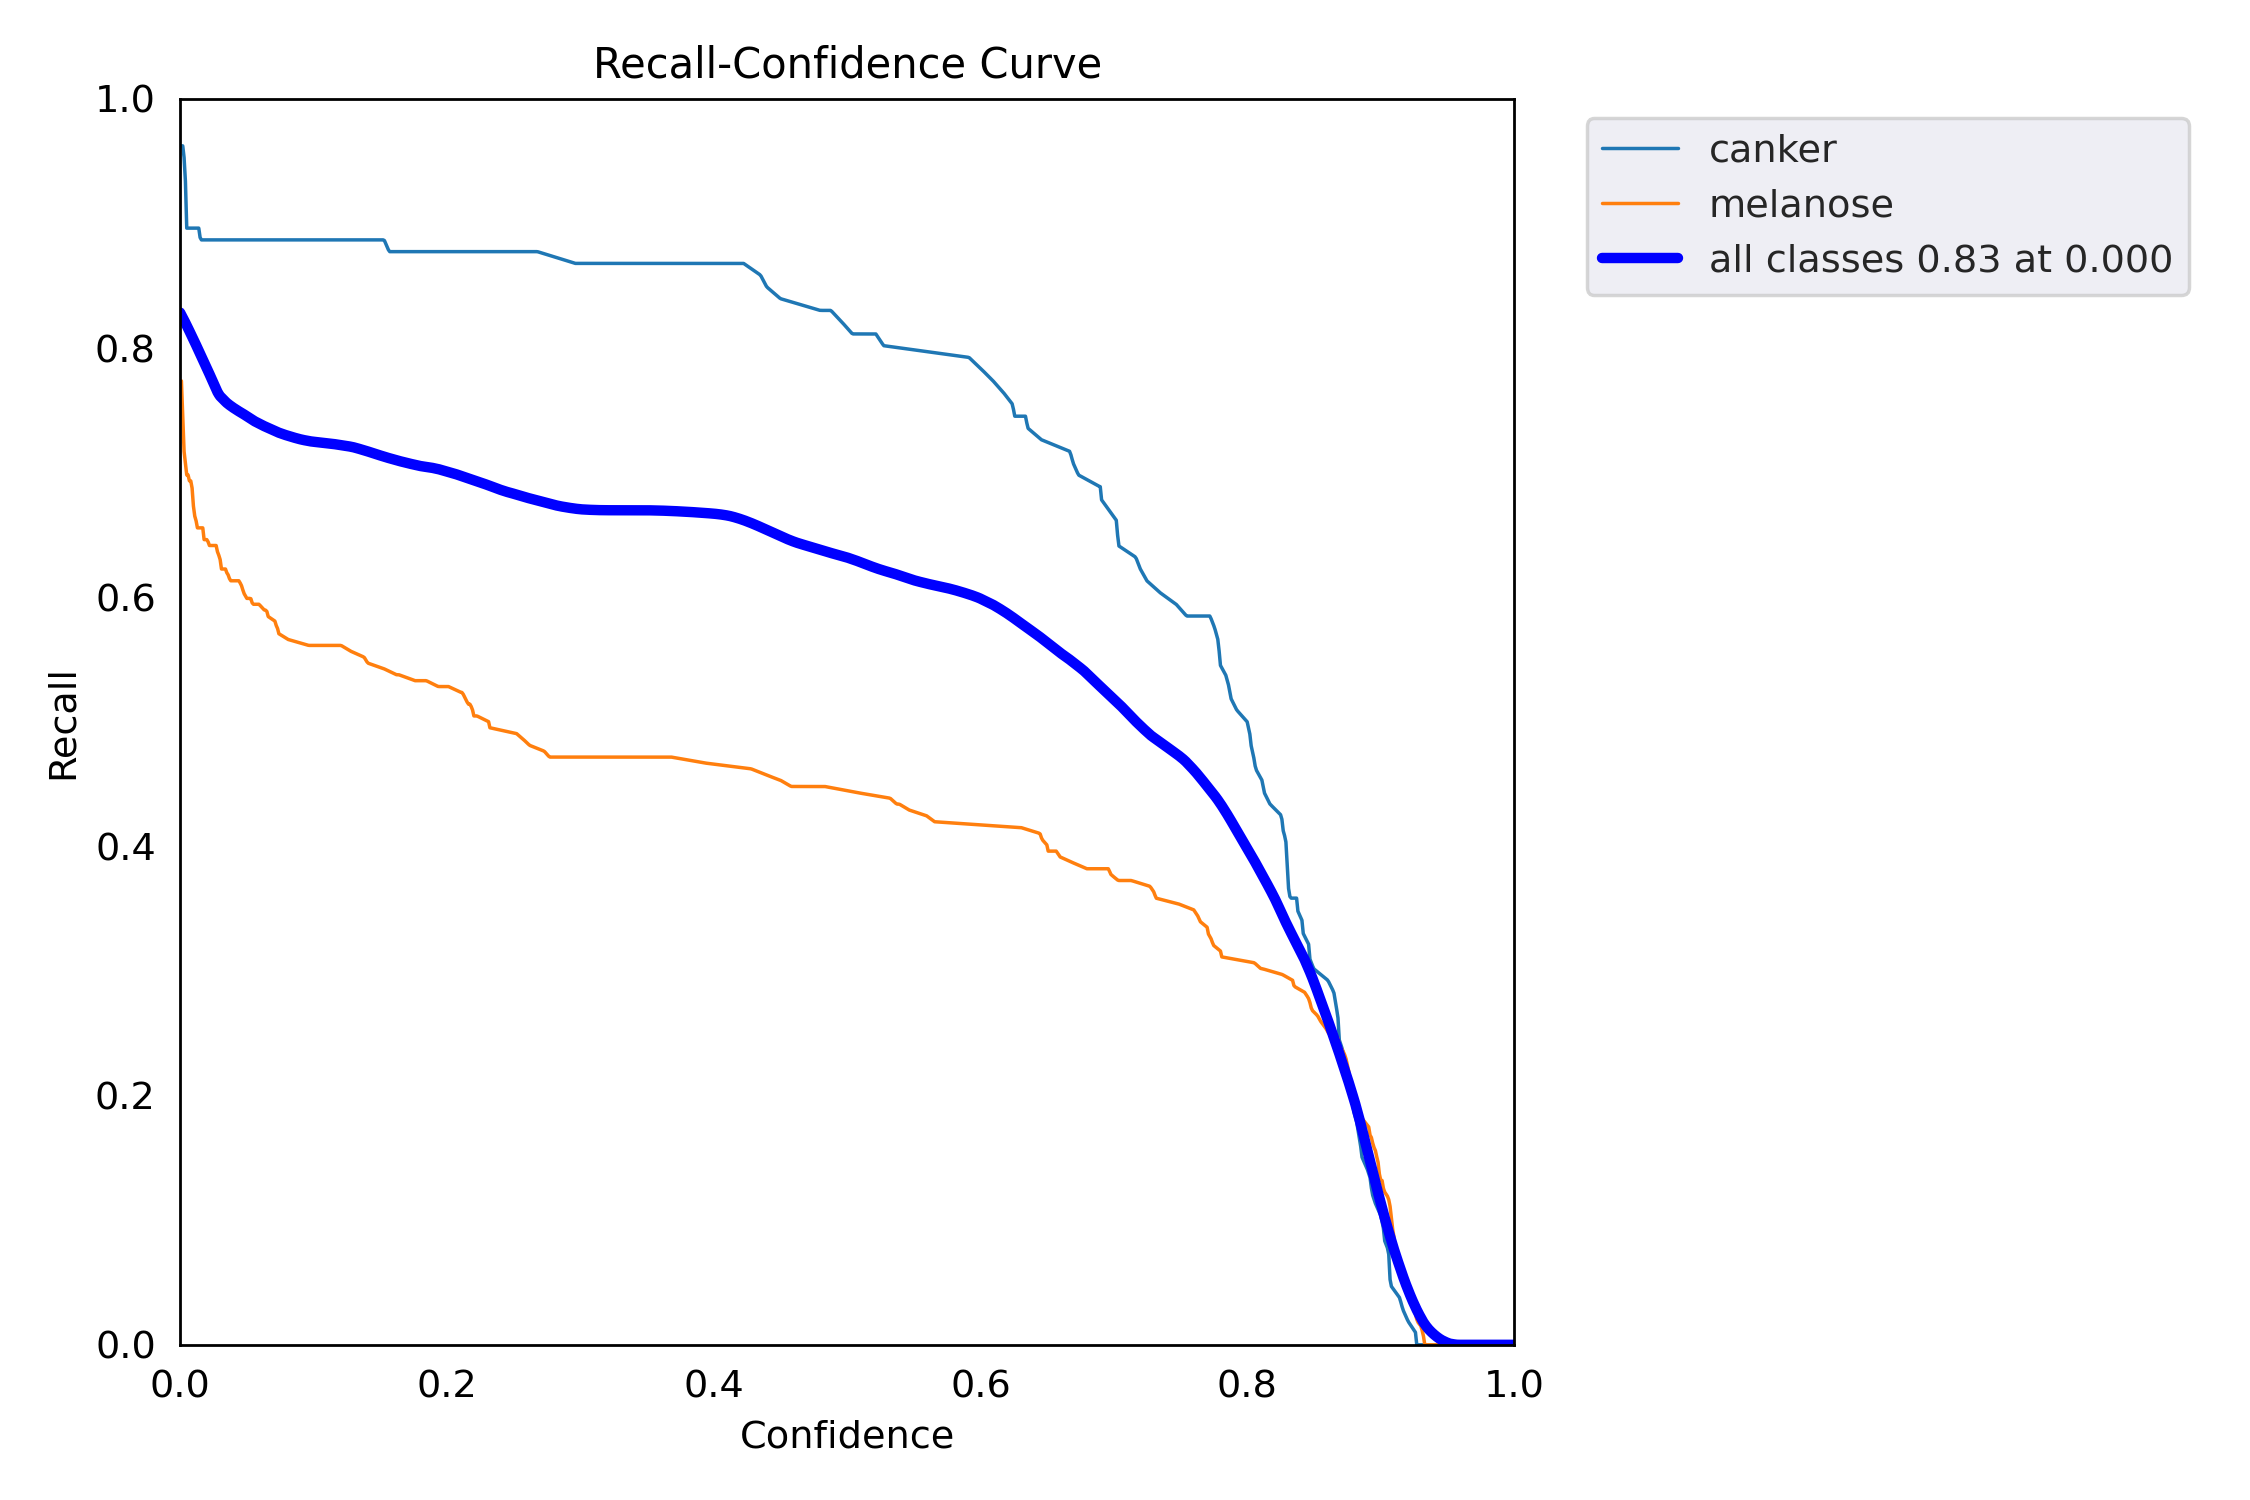 Recall-Confidence Curve
1.0
0.8
0.6
0.4
0.2
0.0
Recall
0.0 0.2 0.4 0.6 0.8 1.0
Confidence
canker
melanose
all classes 0.83 at 0.000